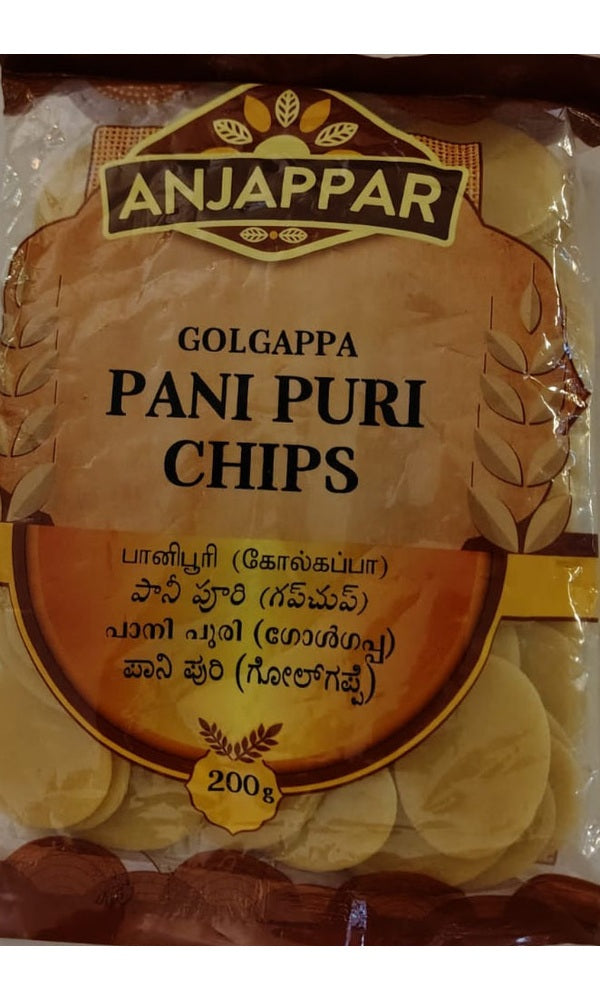 ANJAPPAR
GOLGAPPA
PANI PURI
CHIPS
பானிபூரி (கோல்கப்பா)
పానీ పూరి (గప్‌చుప్)
പാനി പുരി (ഗോൾഗപ്പ)
ಪಾನಿ ಪುರಿ (ಗೋಲ್‌ಗಪ್ಪೆ)
200g